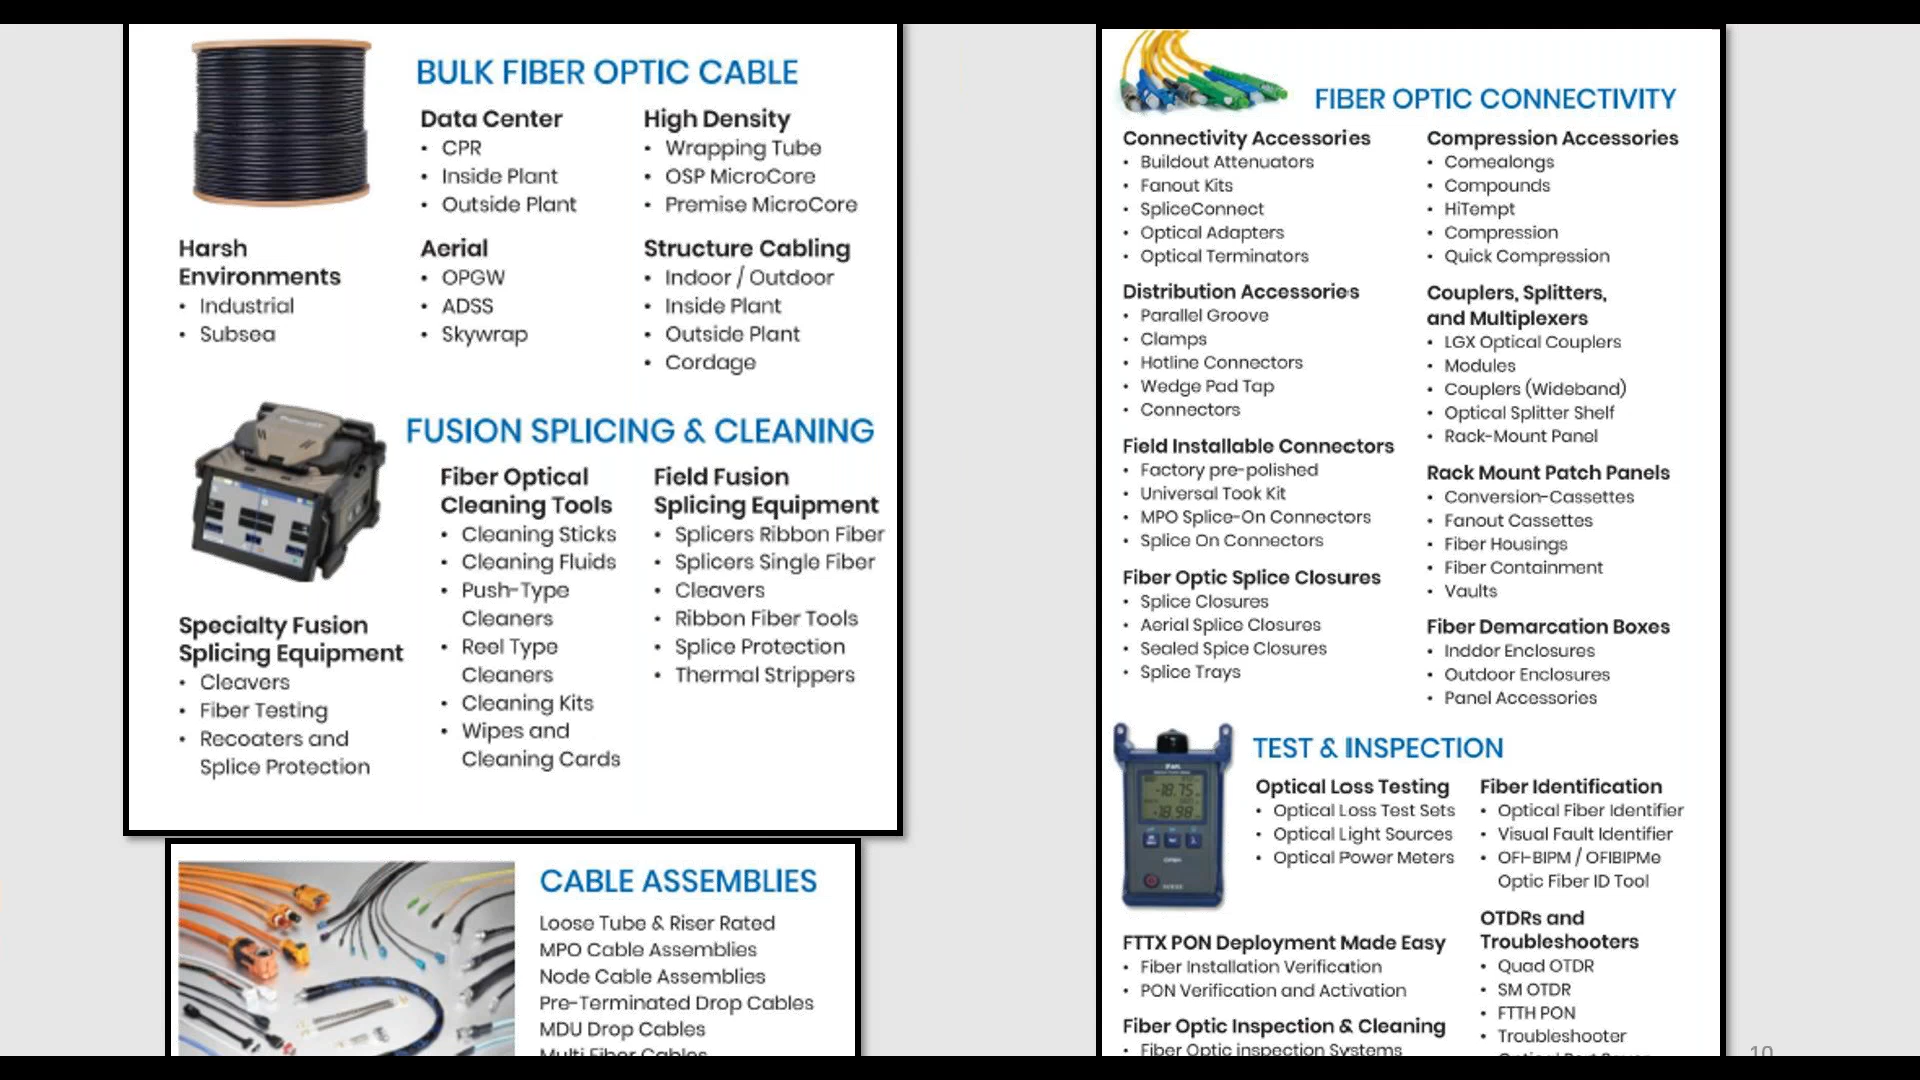 BULK FIBER OPTIC CABLE
Data Center
• CPR
• Inside Plant
• Outside Plant
High Density
• Wrapping Tube
• OSP MicroCore
• Premise MicroCore
Harsh
Environments
• Industrial
• Subsea
Aerial
• OPGW
• ADSS
• Skywrap
Structure Cabling
• Indoor / Outdoor
• Inside Plant
• Outside Plant
• Cordage
FUSION SPLICING & CLEANING
Fiber Optical
Cleaning Tools
• Cleaning Sticks
• Cleaning Fluids
• Push-Type
Cleaners
• Reel Type
Cleaners
• Cleaning Kits
• Wipes and
Cleaning Cards
Field Fusion
Splicing Equipment
• Splicers Ribbon Fiber
• Splicers Single Fiber
• Cleavers
• Ribbon Fiber Tools
• Splice Protection
• Thermal Strippers
Specialty Fusion
Splicing Equipment
• Cleavers
• Fiber Testing
• Recoaters and
Splice Protection
CABLE ASSEMBLIES
Loose Tube & Riser Rated
MPO Cable Assemblies
Node Cable Assemblies
Pre-Terminated Drop Cables
MDU Drop Cables
Multi Fiber Cables
FIBER OPTIC CONNECTIVITY
Connectivity Accessories
• Buildout Attenuators
• Fanout Kits
• SpliceConnect
• Optical Adapters
• Optical Terminators
Distribution Accessories
• Parallel Groove
• Clamps
• Hotline Connectors
• Wedge Pad Tap
• Connectors
Field Installable Connectors
• Factory pre-polished
• Universal Took Kit
• MPO Splice-On Connectors
• Splice On Connectors
Fiber Optic Splice Closures
• Splice Closures
• Aerial Splice Closures
• Sealed Spice Closures
• Splice Trays
Compression Accessories
• Comealongs
• Compounds
• HiTempt
• Compression
• Quick Compression
Couplers, Splitters,
and Multiplexers
• LGX Optical Couplers
• Modules
• Couplers (Wideband)
• Optical Splitter Shelf
• Rack-Mount Panel
Rack Mount Patch Panels
• Conversion-Cassettes
• Fanout Cassettes
• Fiber Housings
• Fiber Containment
• Vaults
Fiber Demarcation Boxes
• Inddor Enclosures
• Outdoor Enclosures
• Panel Accessories
TEST & INSPECTION
-18.75
-18.98
Optical Loss Testing
• Optical Loss Test Sets
• Optical Light Sources
• Optical Power Meters
Fiber Identification
• Optical Fiber Identifier
• Visual Fault Identifier
• OFI-BIPM / OFIBIPMe
Optic Fiber ID Tool
FTTX PON Deployment Made Easy
• Fiber Installation Verification
• PON Verification and Activation
Fiber Optic Inspection & Cleaning
• Fiber Optic inspection Systems
OTDRs and
Troubleshooters
• Quad OTDR
• SM OTDR
• FTTH PON
• Troubleshooter
10